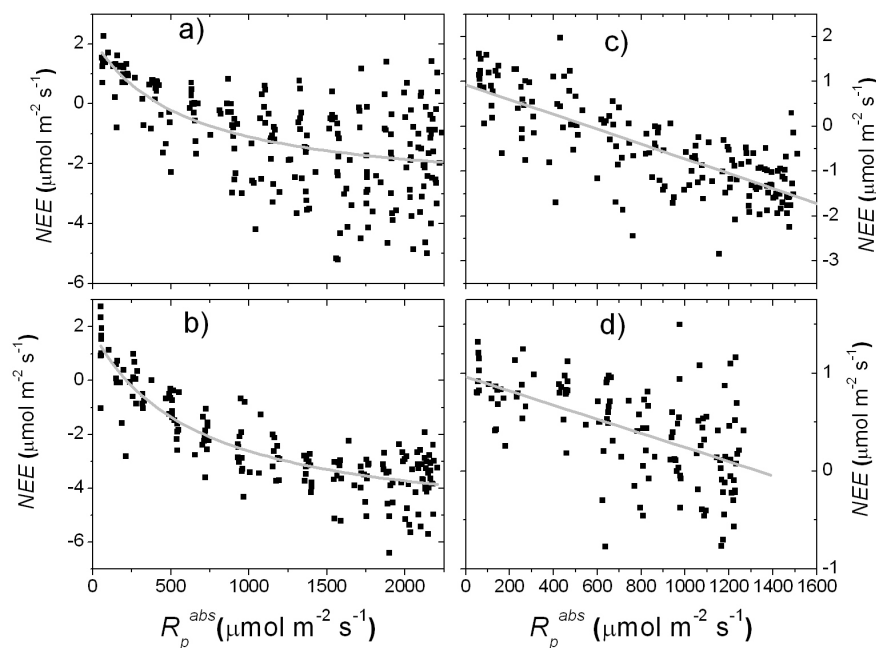 a)
2
0
-2
-4
-6
NEE (μmol m-2 s-1)
c)
2
1
0
-1
-2
-3
NEE (μmol m-2 s-1)
b)
2
0
-2
-4
-6
NEE (μmol m-2 s-1)
0 500 1000 1500 2000
Rpabs (μmol m-2 s-1)
d)
1
0
-1
NEE (μmol m-2 s-1)
0 200 400 600 800 1000 1200 1400 1600
Rpabs (μmol m-2 s-1)